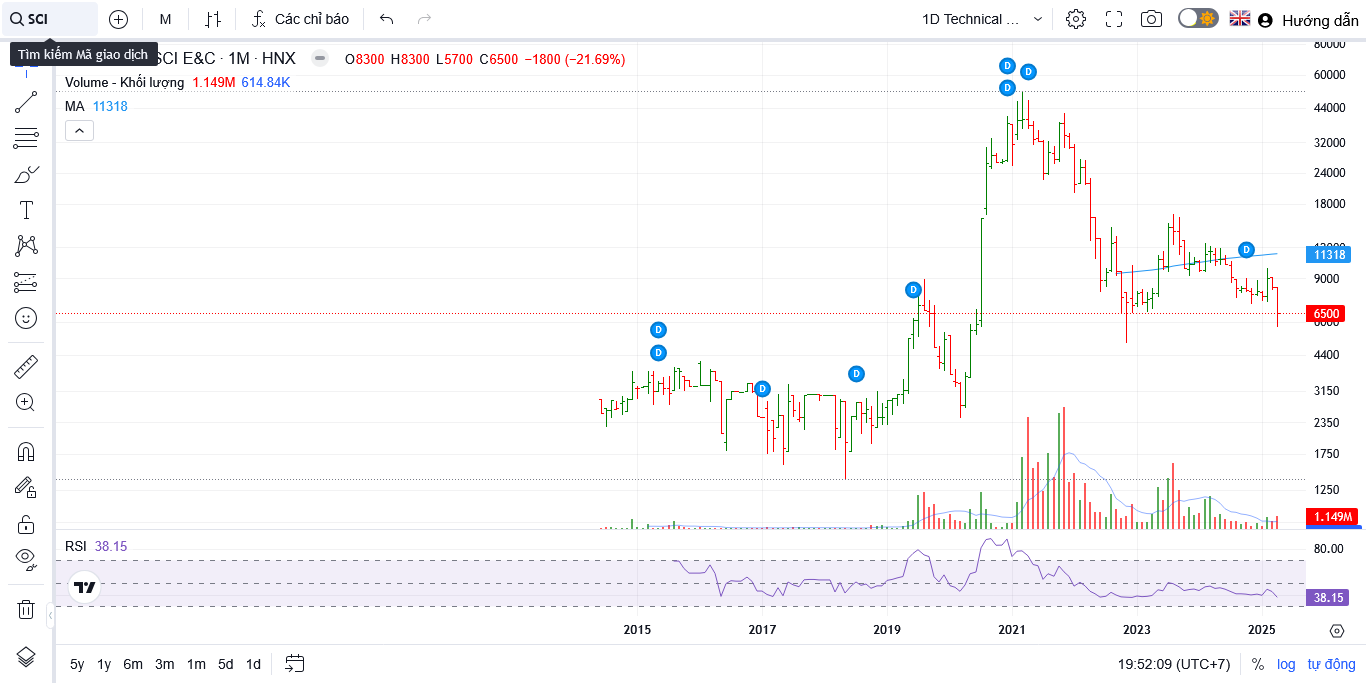 SCI
M
Các chỉ báo
1D Technical ...
Hướng dẫn
Tìm kiếm Mã giao dịch
SCI E&C · 1M · HNX
O8300 H8300 L5700 C6500 −1800 (−21.69%)
Volume - Khối lượng 1.149M 614.84K
MA 11318
D
D
D
D
D
D
D
D
D
80000
60000
44000
32000
24000
18000
12000
11318
9000
6500
6000
4400
3150
2350
1750
1250
1.149M
RSI 38.15
80.00
38.15
2015 2017 2019 2021 2023 2025
5y 1y 6m 3m 1m 5d 1d
19:52:09 (UTC+7) % log tự động